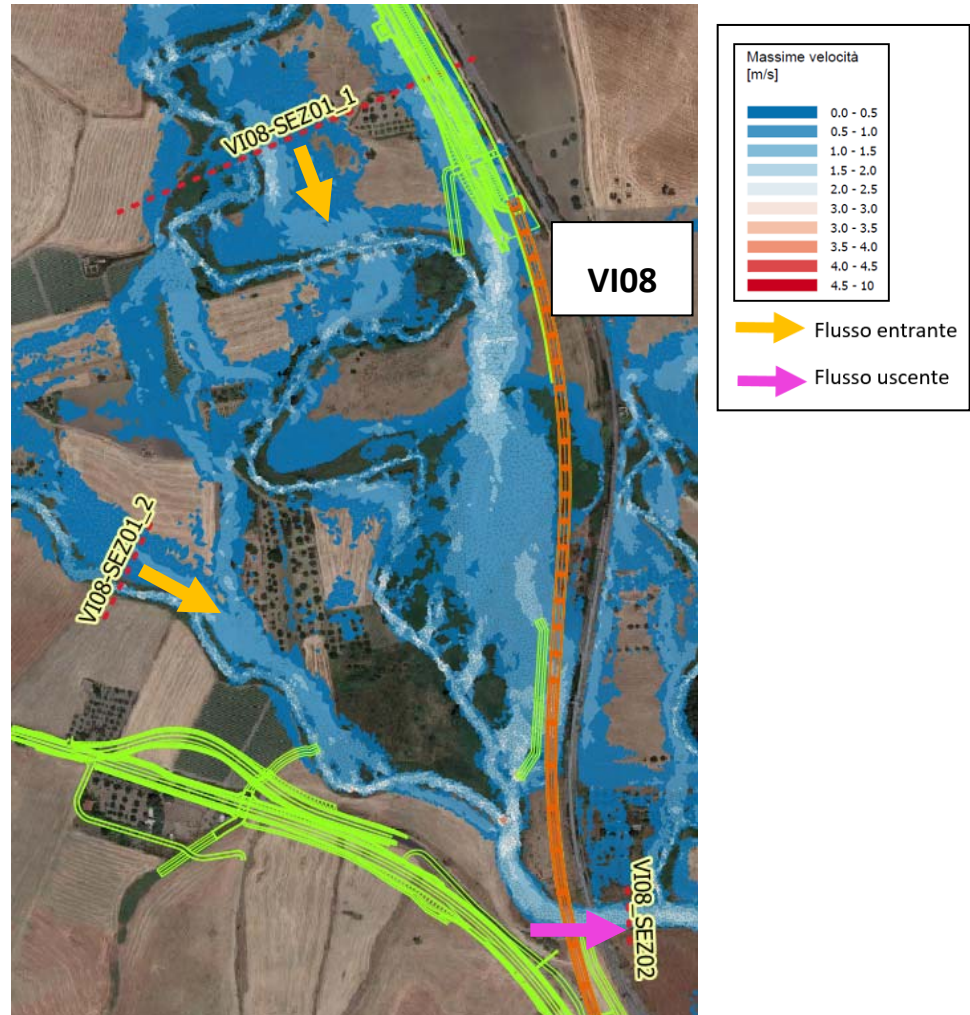 VI08-SEZ01_1
VI08
VI08-SEZ01_2
VI08_SEZ02
Massime velocità
[m/s]
0.0 - 0.5
0.5 - 1.0
1.0 - 1.5
1.5 - 2.0
2.0 - 2.5
3.0 - 3.0
3.0 - 3.5
3.5 - 4.0
4.0 - 4.5
4.5 - 10
Flusso entrante
Flusso uscente